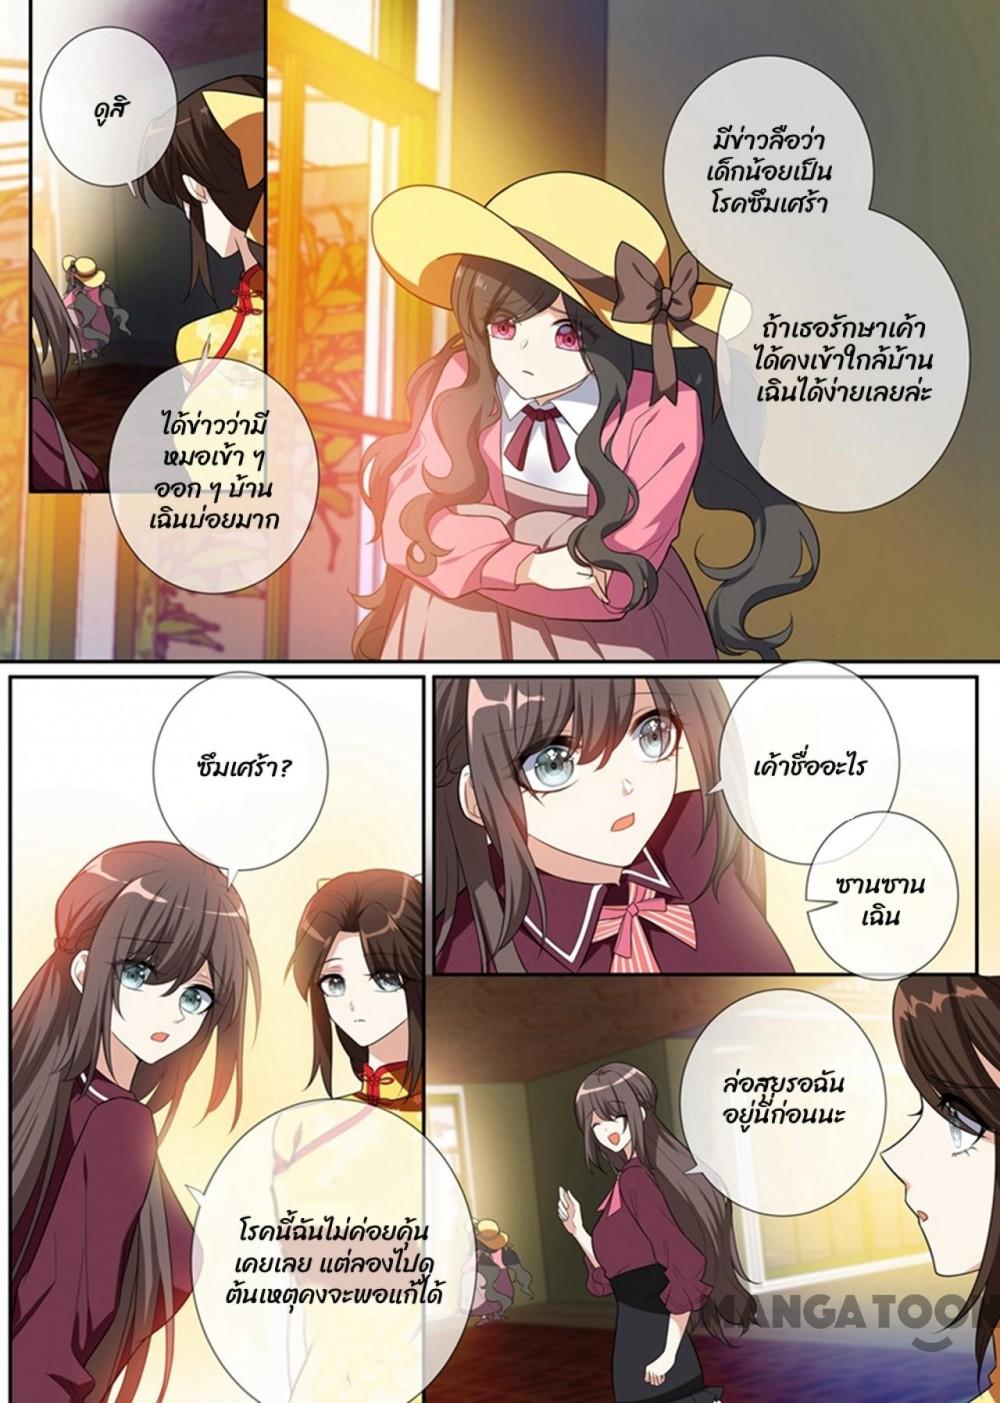 ดูสิ
ได้ข่าวว่ามี
หมอเข้า ๆ
ออก ๆ บ้าน
เฉินบ่อยมาก
มีข่าวลือว่า
เด็กน้อยเป็น
โรคซึมเศร้า
ถ้าเธอรักษาเค้า
ได้คงเข้าใกล้บ้าน
เฉินได้ง่ายเลยล่ะ
ซึมเศร้า?
โรคนี้ฉันไม่ค่อยคุ้น
เคยเลย แต่ลองไปดู
ต้นเหตุคงจะพอแก้ได้
เค้าชื่ออะไร
ซานซาน
เฉิน
ล่อสุยรอฉัน
อยู่นี่ก่อนนะ
MANGATOON